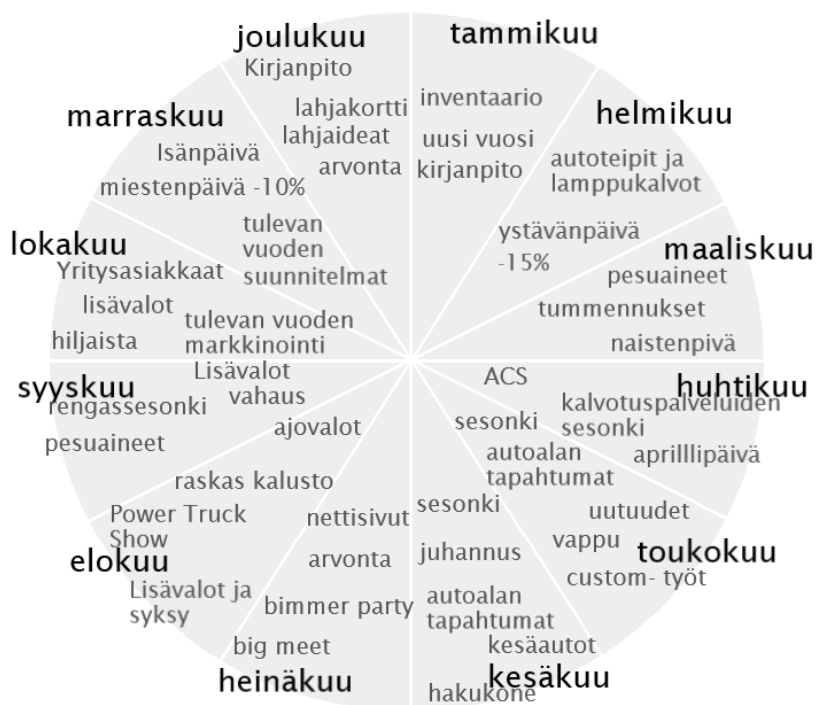 tammikuu
inventaario
uusi vuosi
kirjanpito
helmikuu
autoteipit ja
lamppukalvot
ystävänpäivä
-15%
maaliskuu
pesuaineet
tummennukset
naistenpivä
huhtikuu
ACS
kalvotuspalveluiden
sesonki
aprilllipäivä
toukokuu
sesonki
autoalan
tapahtumat
uutuudet
vappu
custom- työt
kesäkuu
sesonki
juhannus
autoalan
tapahtumat
kesäautot
hakukone
heinäkuu
nettisivut
arvonta
bimmer party
big meet
elokuu
raskas kalusto
Power Truck
Show
Lisävalot ja
syksy
syyskuu
Lisävalot
vahaus
rengassesonki
ajovalot
pesuaineet
lokakuu
Yritysasiakkaat
lisävalot
hiljaista
tulevan vuoden
markkinointi
marraskuu
Isänpäivä
miestenpäivä -10%
tulevan
vuoden
suunnitelmat
joulukuu
Kirjanpito
lahjakortti
lahjaideat
arvonta